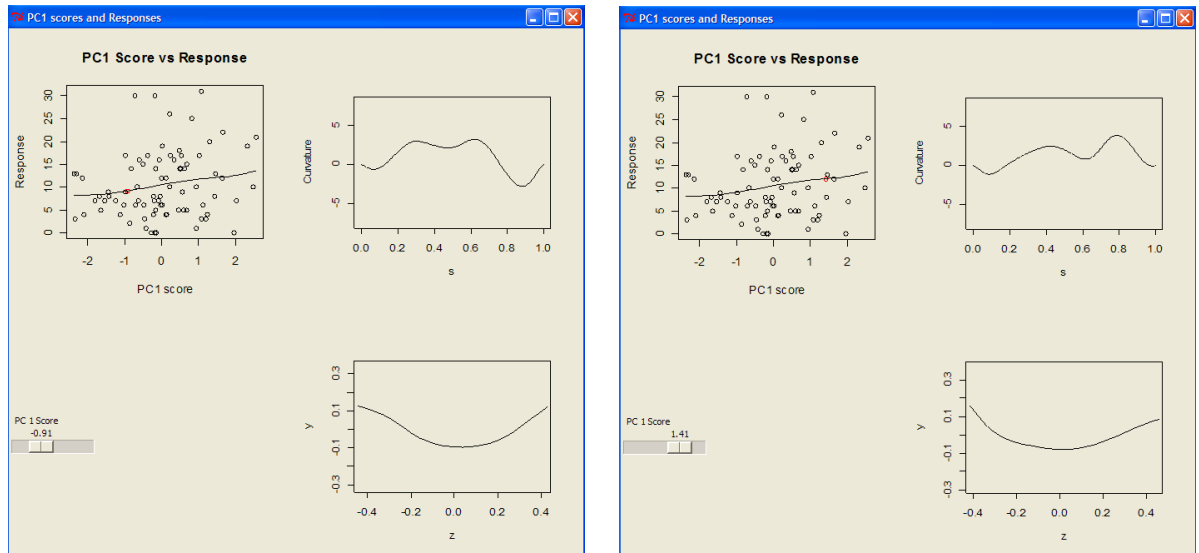 PC1 scores and Responses
PC1 Score vs Response
Response
0 5 10 15 20 25 30
-2 -1 0 1 2
PC1 score
Curvature
-5 0 5
0.0 0.2 0.4 0.6 0.8 1.0
s
PC 1 Score
-0.91
y
-0.3 -0.1 0.1 0.3
-0.4 -0.2 0.0 0.2 0.4
z
PC1 scores and Responses
PC1 Score vs Response
Response
0 5 10 15 20 25 30
-2 -1 0 1 2
PC1 score
Curvature
-5 0 5
0.0 0.2 0.4 0.6 0.8 1.0
s
PC 1 Score
1.41
y
-0.3 -0.1 0.1 0.3
-0.4 -0.2 0.0 0.2 0.4
z